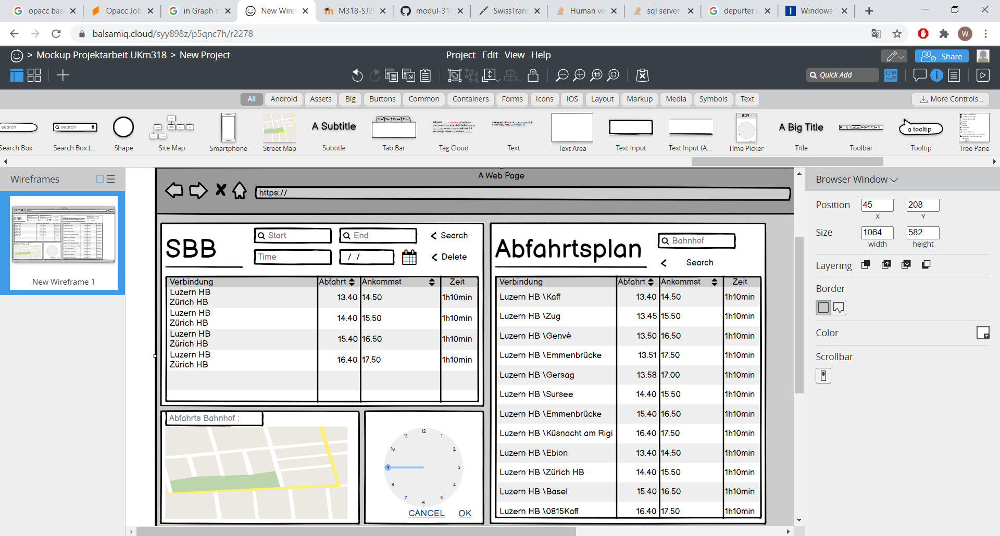 opacc bas
Opacc Job
in Graph c
New Wiref
M318-SJ2
modul-318
SwissTrans
Human ve
sql server
depurter ü
Windows
balsamiq.cloud/syy898z/p5qnc7h/r2278
W
> Mockup Projektarbeit UKm318 > New Project
Project Edit View Help
Share
1:1
Quick Add
All Android Assets Big Buttons Common Containers Forms Icons iOS Layout Markup Media Symbols Text
More Controls...
search
search
One Two Three Four
A Subtitle
8:39
A Big Title
a tooltip
Search Box
Search Box (...
Shape
Site Map
Smartphone
Street Map
Subtitle
Tab Bar
Tag Cloud
Text
Text Area
Text Input
Text Input (A...
Time Picker
Title
Toolbar
Tooltip
Tree Pane
Wireframes
New Wireframe 1
A Web Page
https://
SBB
Start
End
< Search
Time
/ /
< Delete
Verbindung Abfahrt Ankommst Zeit
Luzern HB
Zürich HB
13.40 14.50 1h10min
Luzern HB
Zürich HB
14.40 15.50 1h10min
Luzern HB
Zürich HB
15.40 16.50 1h10min
Luzern HB
Zürich HB
16.40 17.50 1h10min
Abfahrts Bahnhof :
12
11 1
10 2
9 3
8 4
7 5
6
CANCEL OK
Abfahrtsplan
Bahnhof
< Search
Verbindung Abfahrt Ankommst Zeit
Luzern HB \Kaff 13.40 14.50 1h10min
Luzern HB \Zug 13.45 15.50 1h10min
Luzern HB \Genvé 13.50 16.50 1h10min
Luzern HB \Emmenbrücke 13.51 17.50 1h10min
Luzern HB \Gersag 13.58 17.00 1h10min
Luzern HB \Sursee 14.40 15.50 1h10min
Luzern HB \Emmenbrücke 15.40 16.50 1h10min
Luzern HB \Küsnacht am Rigi 16.40 17.50 1h10min
Luzern HB \Ebion 13.40 14.50 1h10min
Luzern HB \Zürich HB 14.40 15.50 1h10min
Luzern HB \Basel 15.40 16.50 1h10min
Luzern HB \0815Kaff 16.40 17.50 1h10min
Browser Window
Position 45 208
X Y
Size 1064 582
width height
Layering
Border
Color
Scrollbar